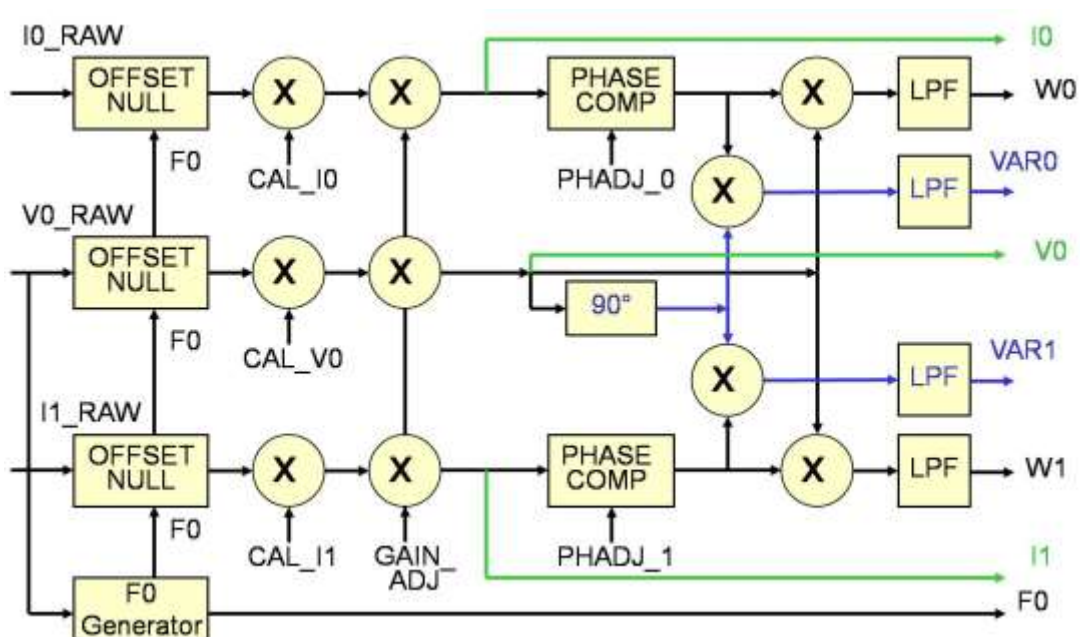 I0_RAW
OFFSET
NULL
X
X
PHASE
COMP
X
LPF
I0
W0
F0
CAL_I0
PHADJ_0
X
LPF
VAR0
V0_RAW
OFFSET
NULL
X
X
V0
90°
F0
CAL_V0
X
LPF
VAR1
I1_RAW
OFFSET
NULL
X
X
PHASE
COMP
X
LPF
W1
F0
CAL_I1
GAIN_
ADJ
PHADJ_1
I1
F0
Generator
F0